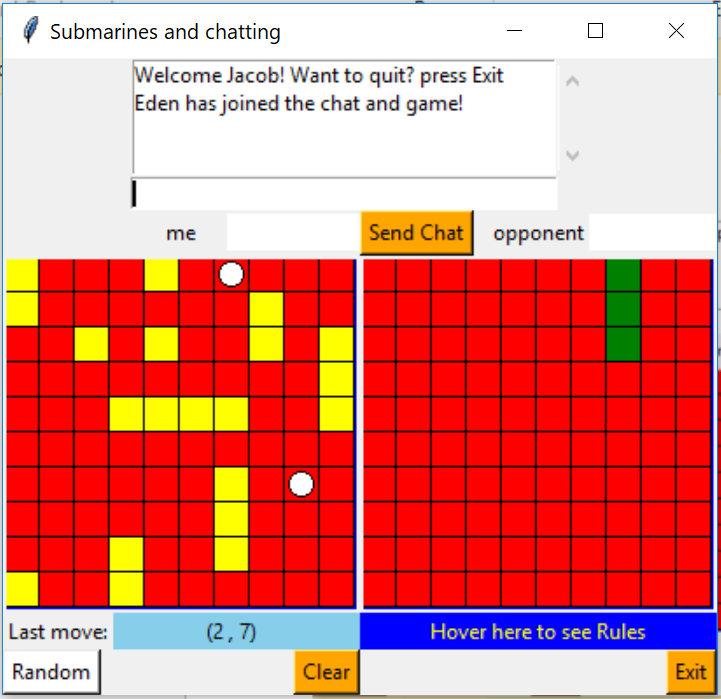 Submarines and chatting
Welcome Jacob! Want to quit? press Exit
Eden has joined the chat and game!
me
Send Chat
opponent
Last move:
(2 , 7)
Hover here to see Rules
Random
Clear
Exit